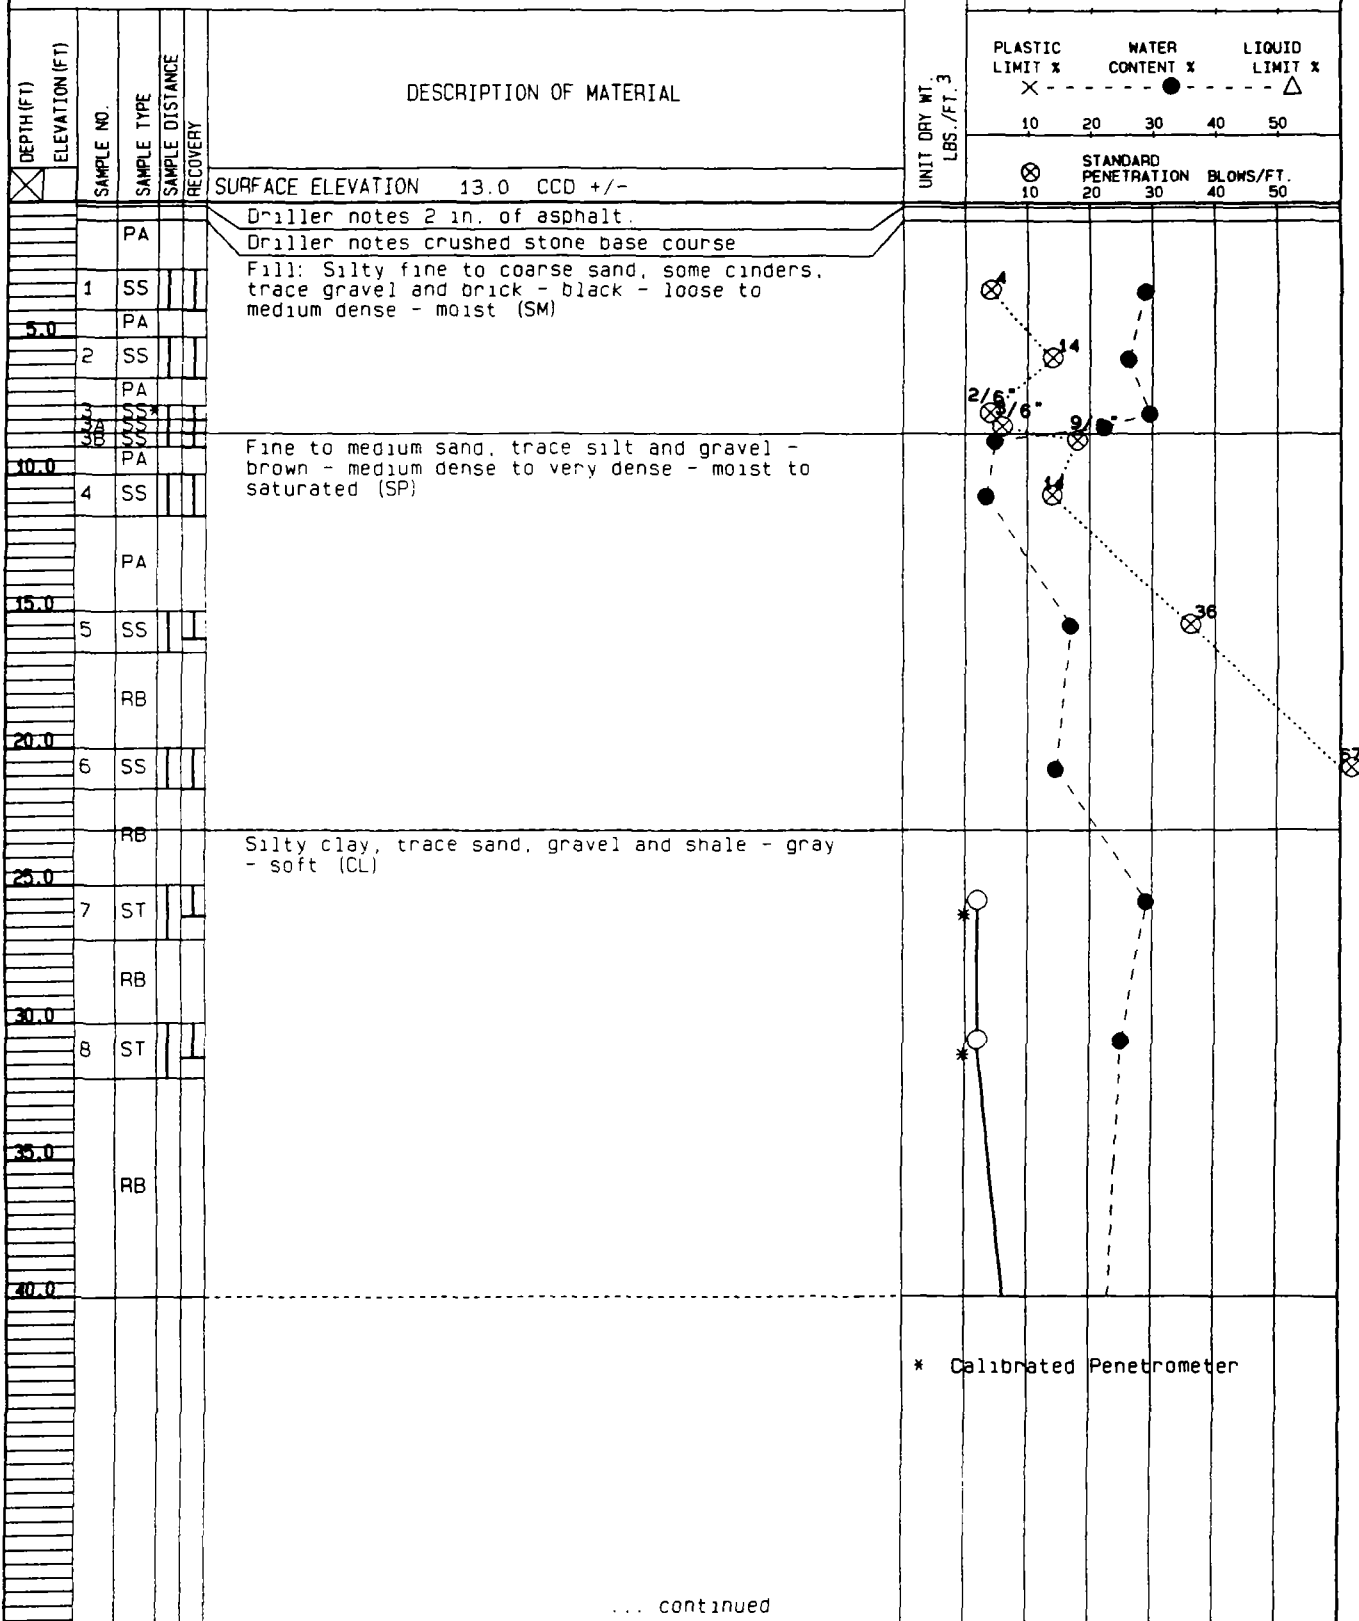 DEPTH(FT)
ELEVATION(FT)
SAMPLE NO.
SAMPLE TYPE
SAMPLE DISTANCE
RECOVERY
DESCRIPTION OF MATERIAL
SURFACE ELEVATION 13.0 CCD +/-
UNIT DRY WT.
LBS./FT.3
PLASTIC WATER LIQUID
LIMIT % CONTENT % LIMIT %
10 20 30 40 50
STANDARD
PENETRATION BLOWS/FT.
10 20 30 40 50
Driller notes 2 in. of asphalt.
PA
Driller notes crushed stone base course
Fill: Silty fine to coarse sand, some cinders,
trace gravel and brick - black - loose to
medium dense - moist (SM)
1 SS
4
PA
5.0
2 SS
14
PA
3 SS*
2/6"
3A SS
3/6"
3B SS
Fine to medium sand, trace silt and gravel -
brown - medium dense to very dense - moist to
saturated (SP)
PA
10.0
4 SS
14
PA
15.0
5 SS
36
RB
20.0
6 SS
57
RB
Silty clay, trace sand, gravel and shale - gray
- soft (CL)
25.0
7 ST
*
RB
30.0
8 ST
*
35.0
RB
40.0
* Calibrated Penetrometer
... continued